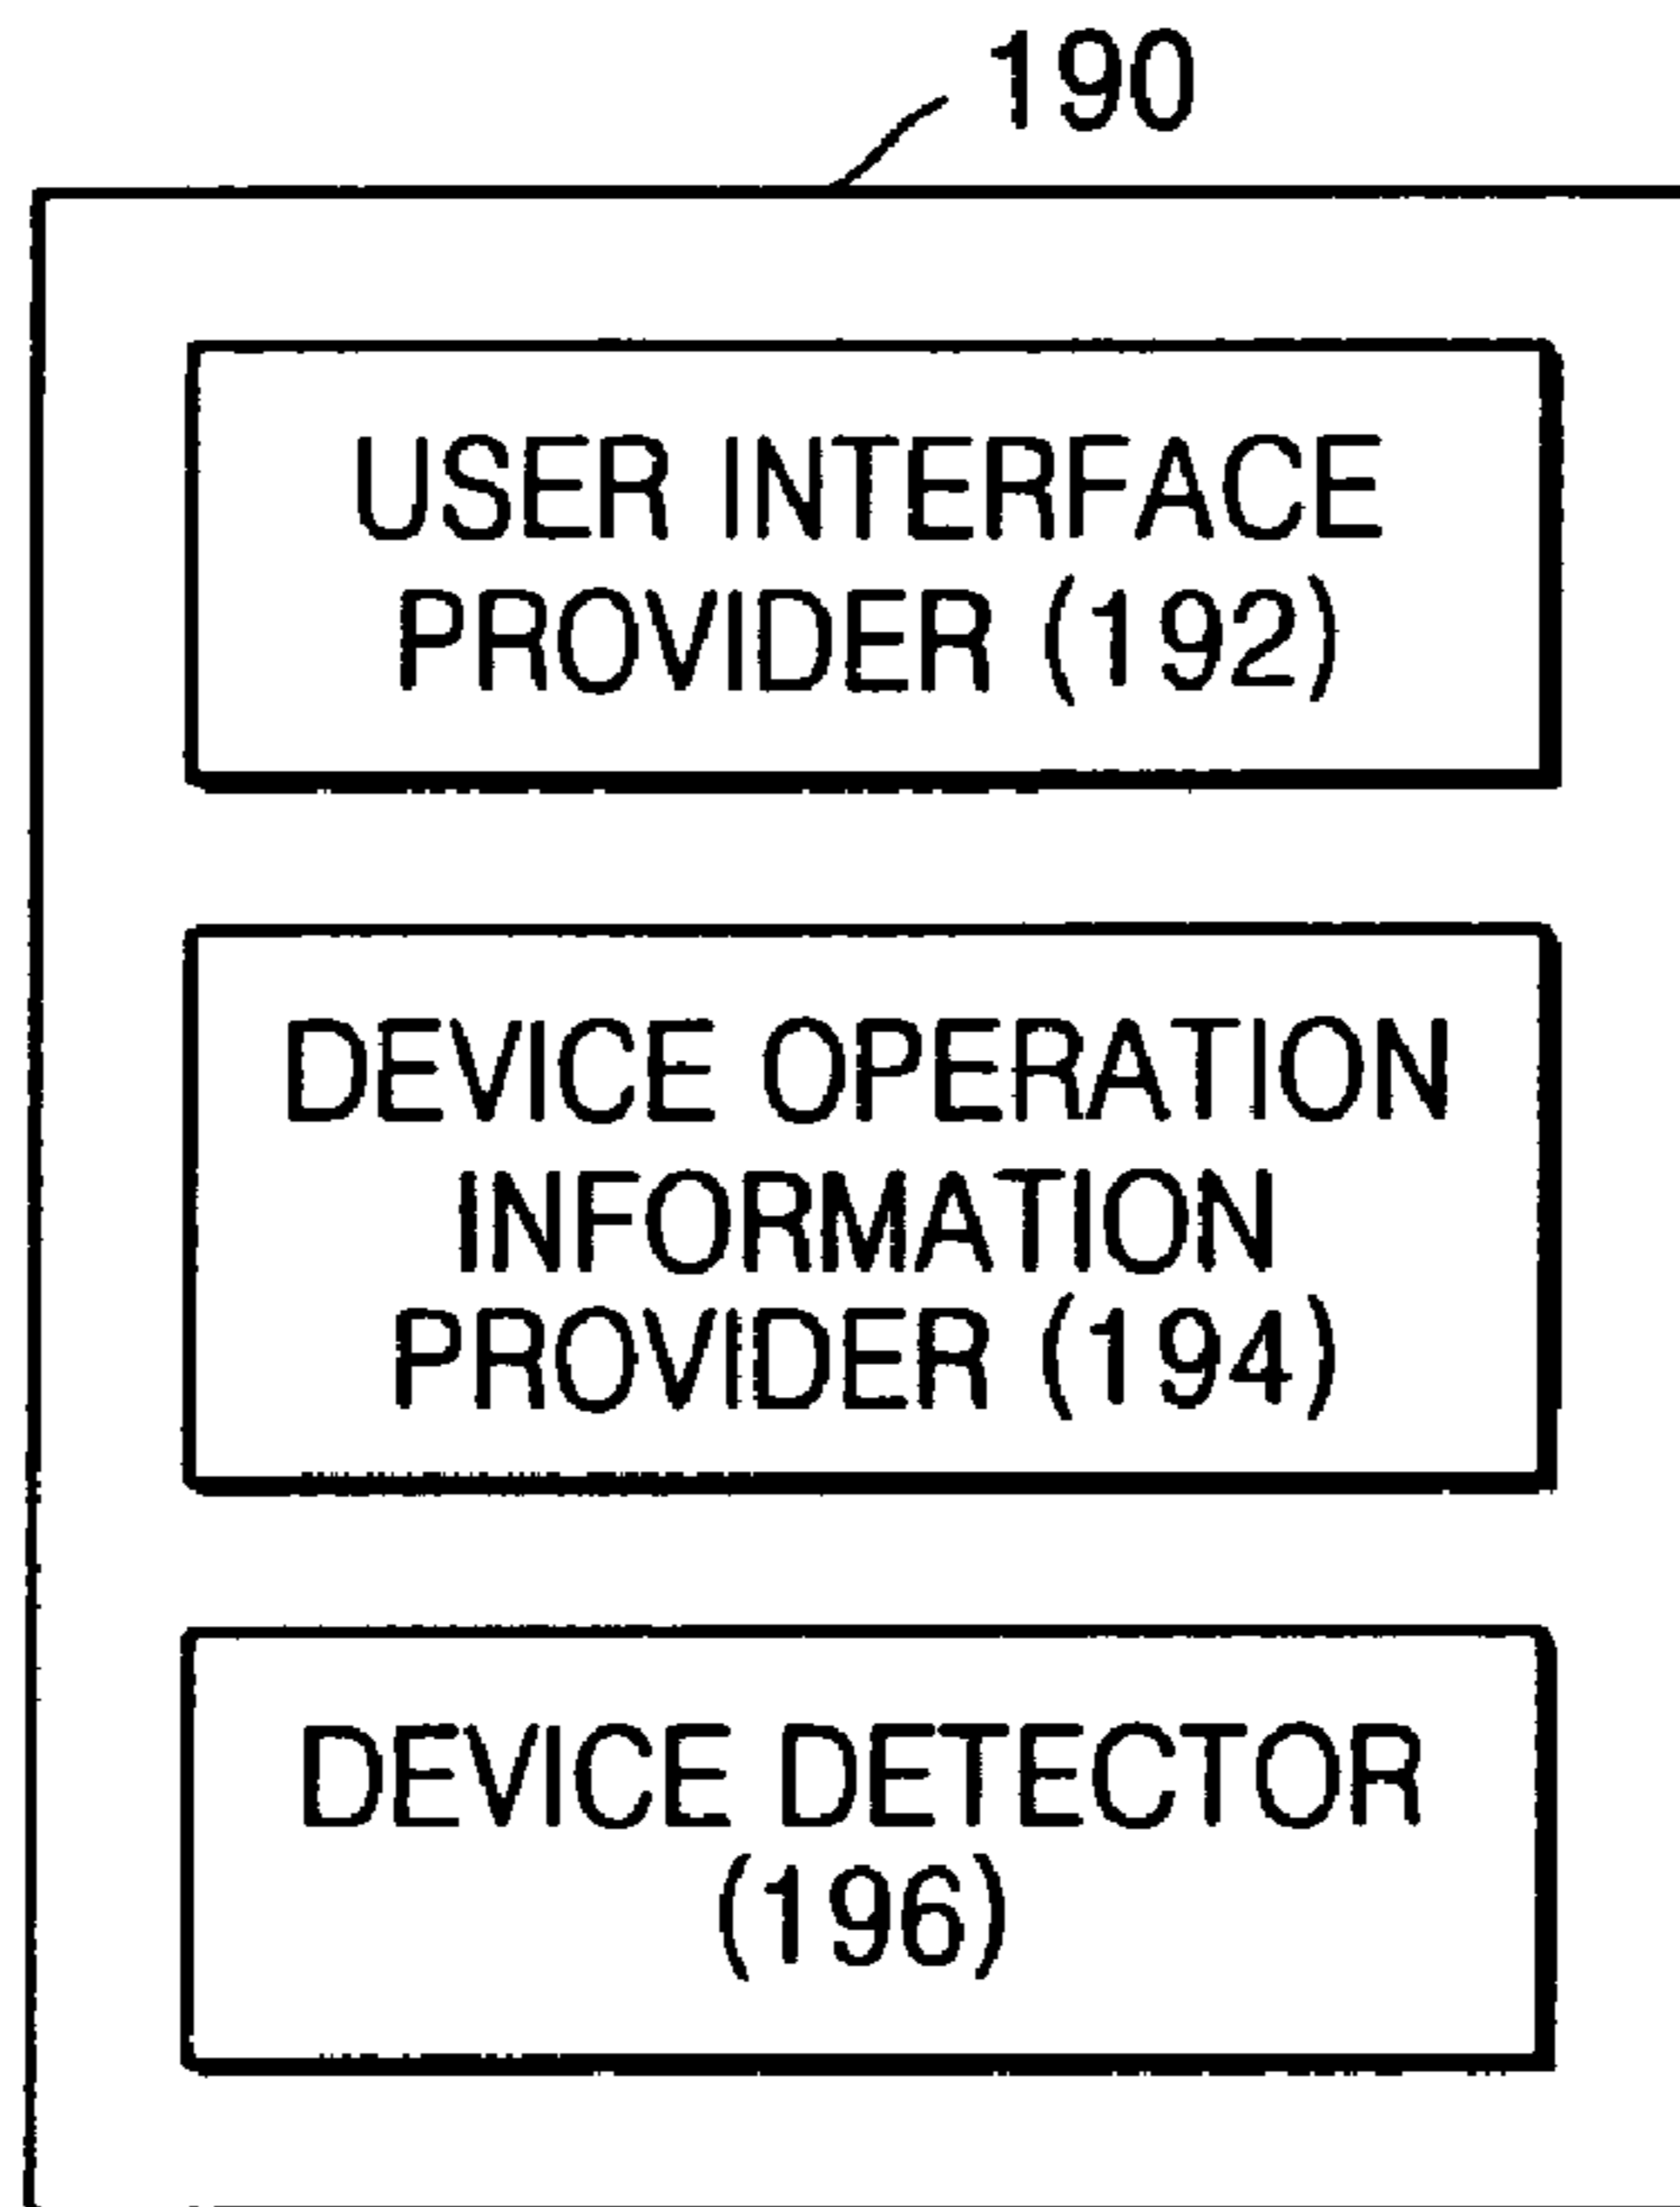 190
USER INTERFACE
PROVIDER (192)
DEVICE OPERATION
INFORMATION
PROVIDER (194)
DEVICE DETECTOR
(196)